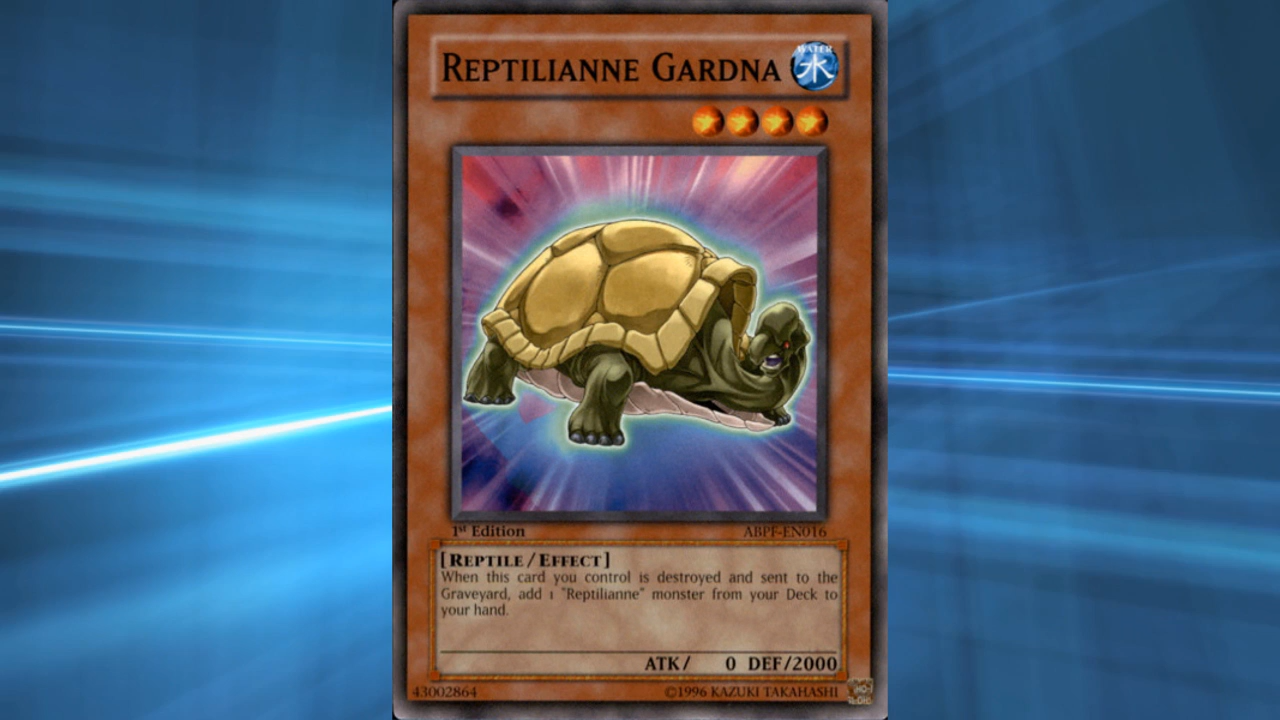 REPTILIANNE GARDNA
WATER
水
1st Edition
ABPF-EN016
[REPTILE/EFFECT]
When this card you control is destroyed and sent to the
Graveyard, add 1 "Reptilianne" monster from your Deck to
your hand.
ATK/ 0 DEF/2000
43002864
©1996 KAZUKI TAKAHASHI